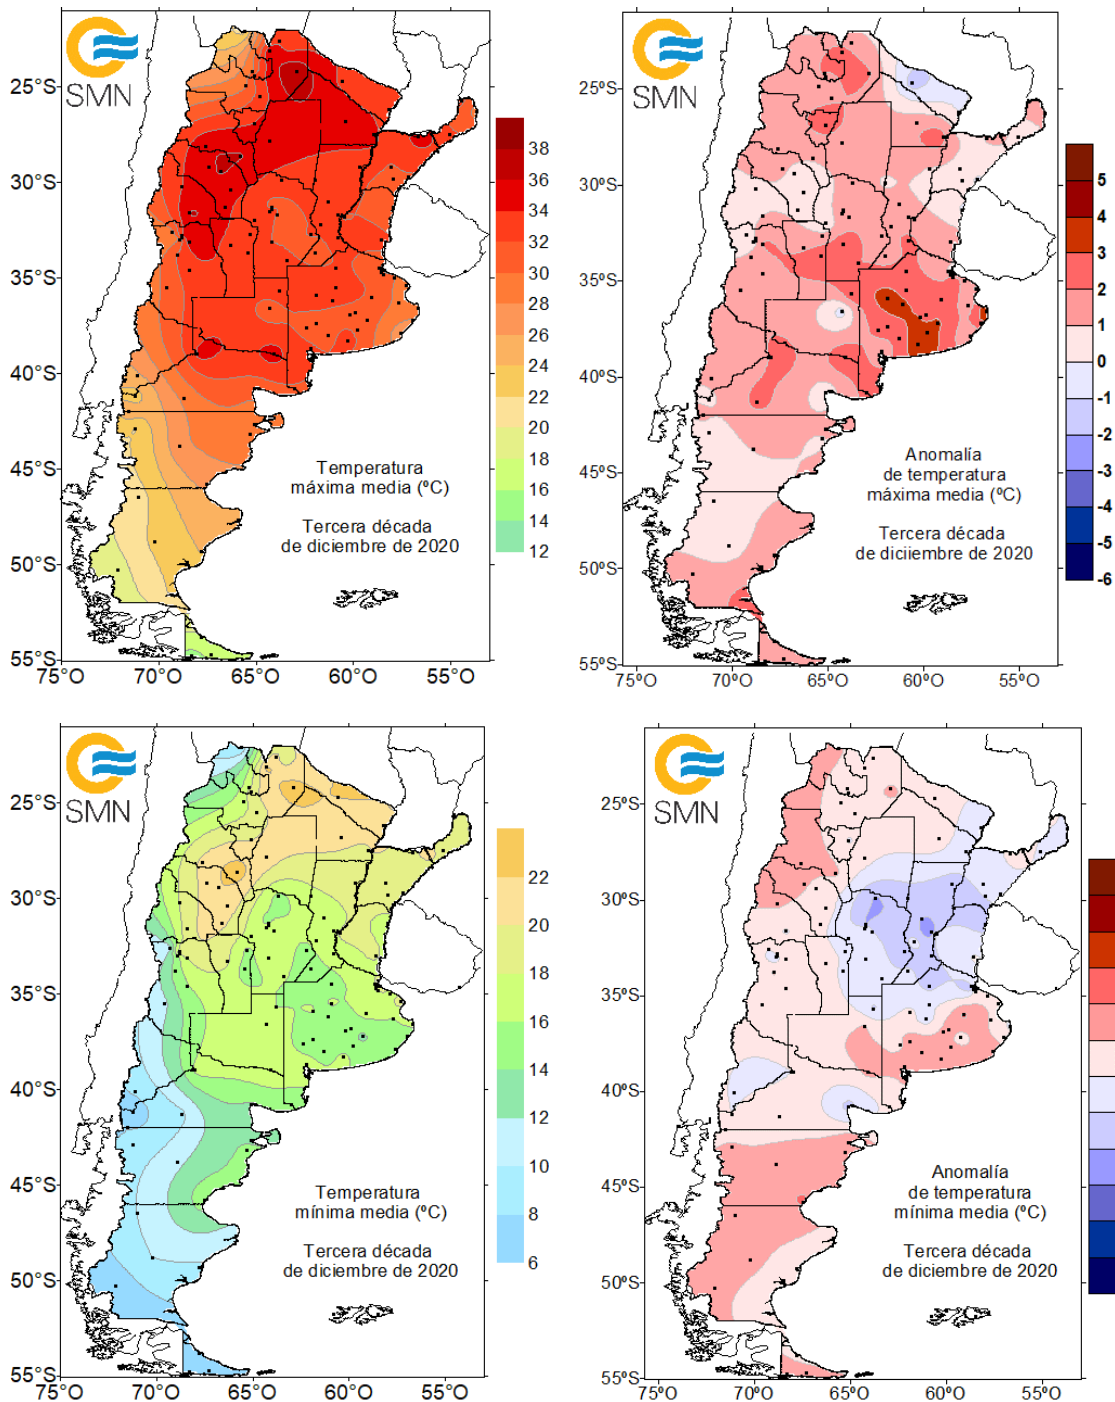 SMN
25°S
30°S
35°S
40°S
45°S
50°S
55°S
75°O
70°O
65°O
60°O
55°O
38
36
34
32
30
28
26
24
22
20
18
16
14
12
Temperatura
máxima media (ºC)
Tercera década
de diciembre de 2020
SMN
25ºS
30ºS
35ºS
40ºS
45ºS
50ºS
55ºS
75ºO
70ºO
65ºO
60ºO
55ºO
5
4
3
2
1
0
-1
-2
-3
-4
-5
-6
Anomalía
de temperatura
máxima media (ºC)
Tercera década
de diciiembre de 2020
SMN
25°S
30°S
35°S
40°S
45°S
50°S
55°S
75°O
70°O
65°O
60°O
55°O
22
20
18
16
14
12
10
8
6
Temperatura
mínima media (ºC)
Tercera década
de diciembre de 2020
SMN
25ºS
30ºS
35ºS
40ºS
45ºS
50ºS
55ºS
75ºO
70ºO
65ºO
60ºO
55ºO
Anomalía
de temperatura
mínima media (ºC)
Tercera década
de diciembre de 2020